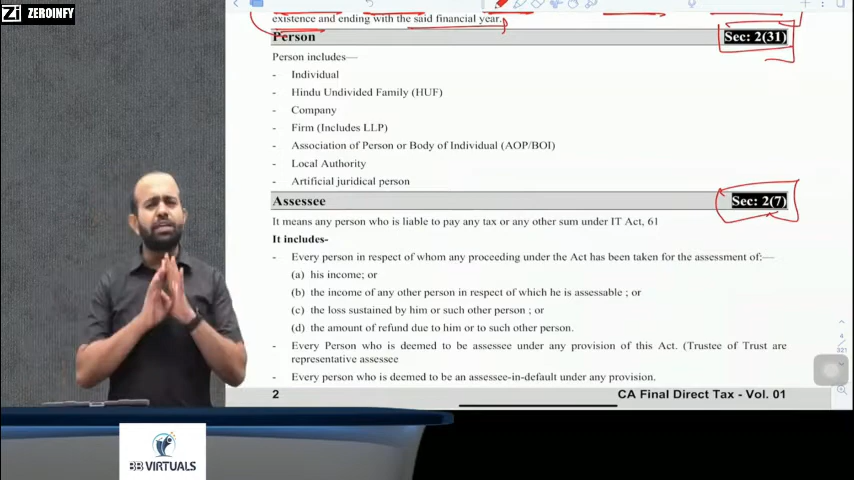 Zi ZEROINFY
existence and ending with the said financial year.
Person Sec: 2(31)
Person includes—
- Individual
- Hindu Undivided Family (HUF)
- Company
- Firm (Includes LLP)
- Association of Person or Body of Individual (AOP/BOI)
- Local Authority
- Artificial juridical person
Assessee Sec: 2(7)
It means any person who is liable to pay any tax or any other sum under IT Act, 61
It includes-
- Every person in respect of whom any proceeding under the Act has been taken for the assessment of:—
(a) his income; or
(b) the income of any other person in respect of which he is assessable ; or
(c) the loss sustained by him or such other person ; or
(d) the amount of refund due to him or to such other person.
- Every Person who is deemed to be assessee under any provision of this Act. (Trustee of Trust are
representative assessee
- Every person who is deemed to be an assessee-in-default under any provision.
2 CA Final Direct Tax - Vol. 01
BB VIRTUALS